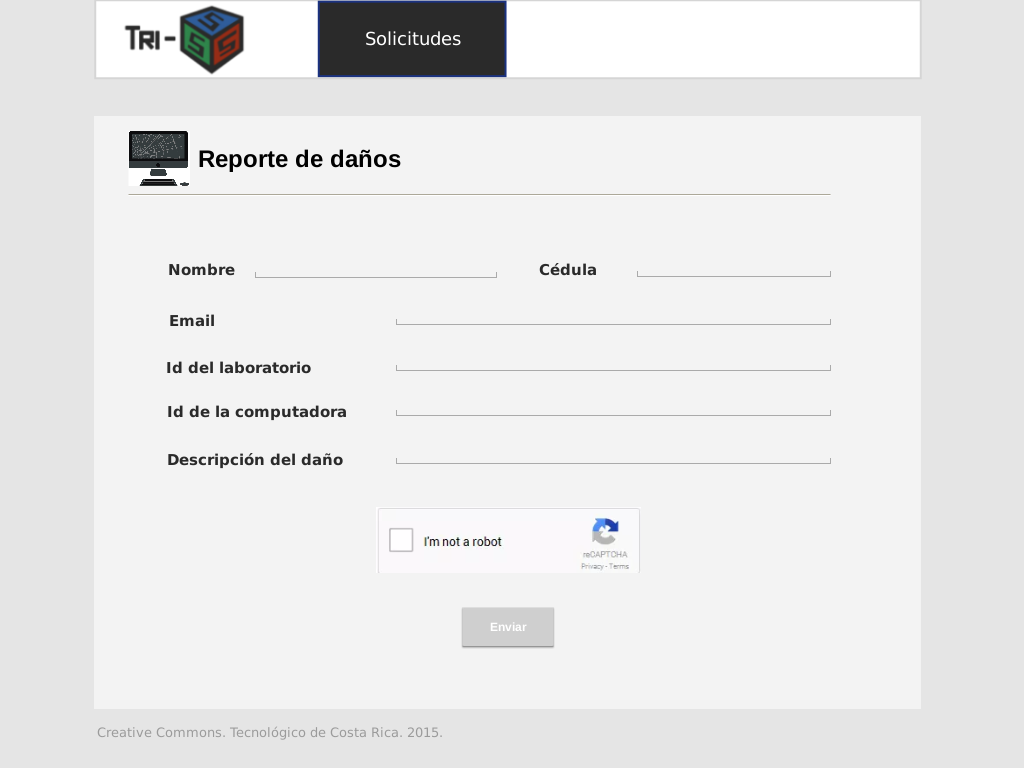 TRI-SSS Solicitudes
Reporte de daños
Nombre Cédula
Email
Id del laboratorio
Id de la computadora
Descripción del daño
I'm not a robot
reCAPTCHA
Privacy - Terms
Enviar
Creative Commons. Tecnológico de Costa Rica. 2015.